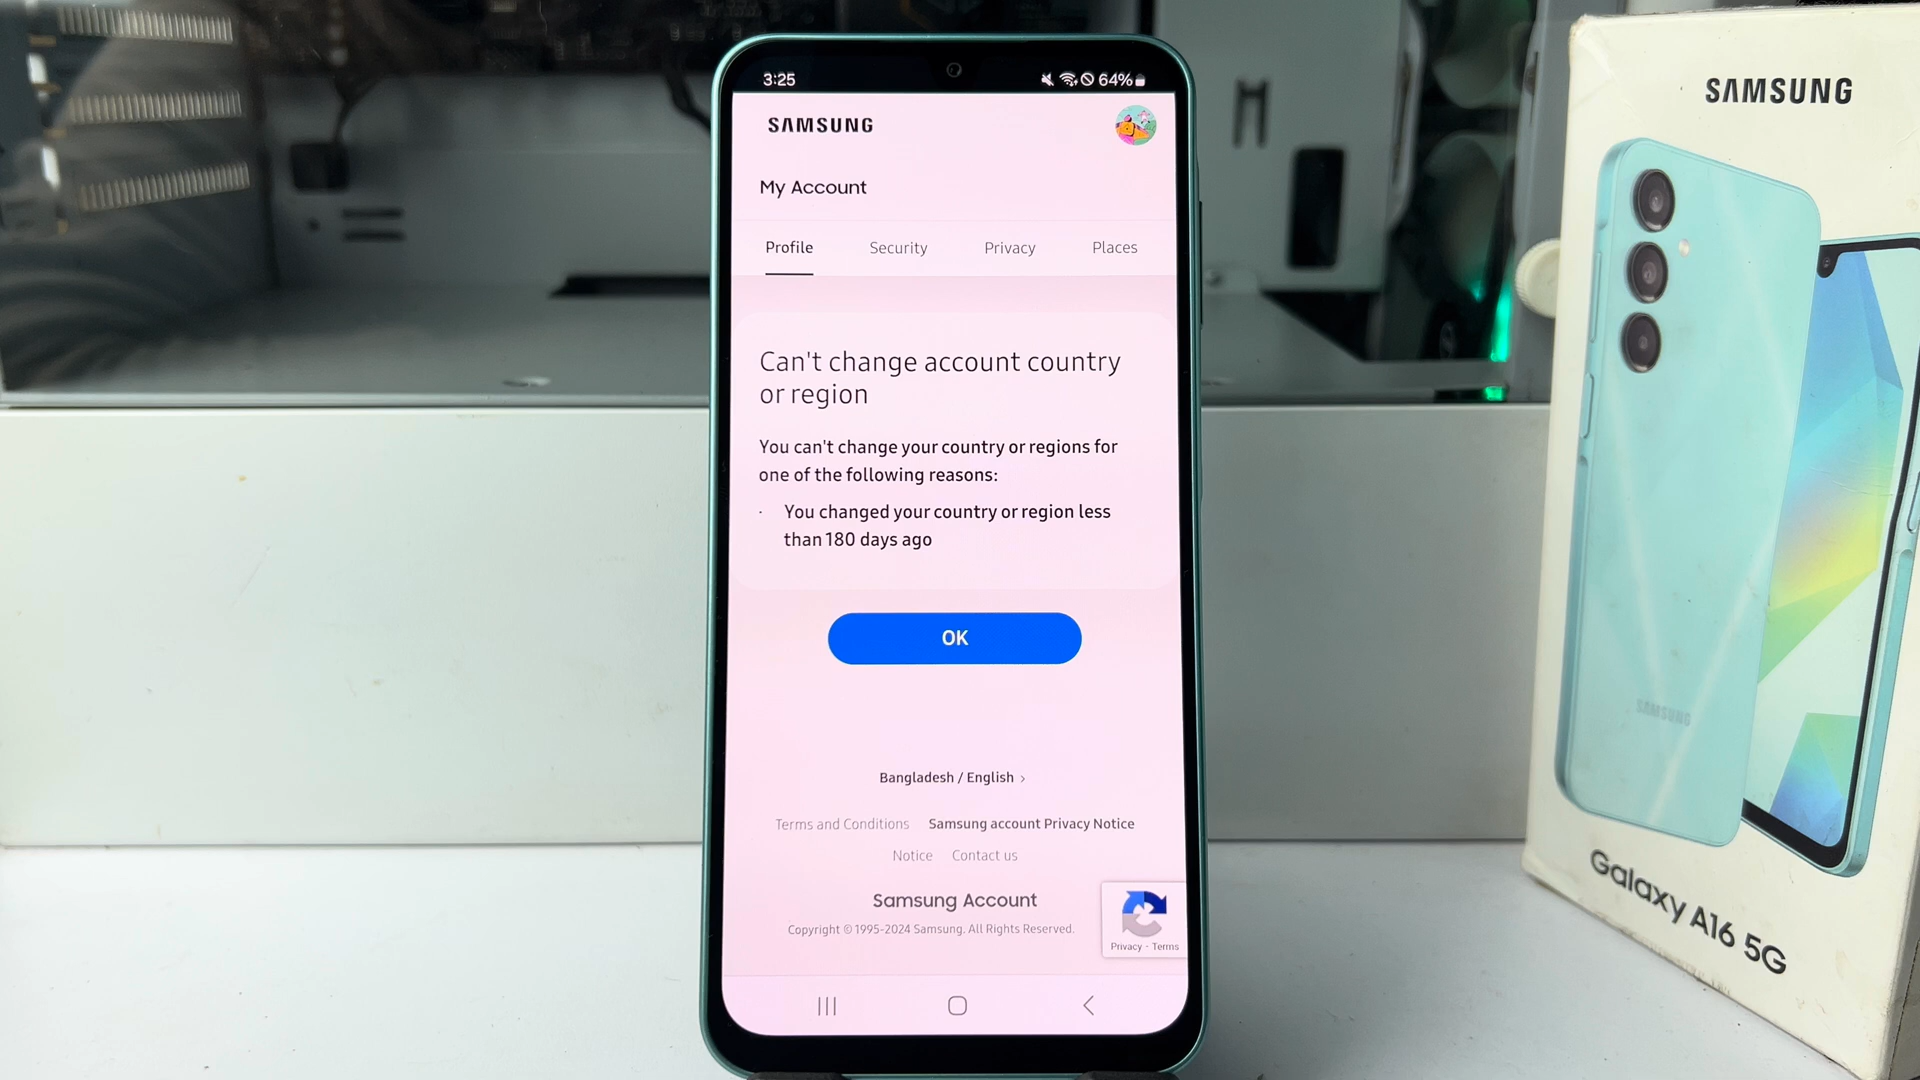 3:25
64%
SAMSUNG
My Account
Profile
Security
Privacy
Places
Can't change account country
or region
You can't change your country or regions for
one of the following reasons:
· You changed your country or region less
than 180 days ago
OK
Bangladesh / English >
Terms and Conditions
Samsung account Privacy Notice
Notice
Contact us
Samsung Account
Copyright © 1995-2024 Samsung. All Rights Reserved.
Privacy - Terms
SAMSUNG
SAMSUNG
Galaxy A16 5G